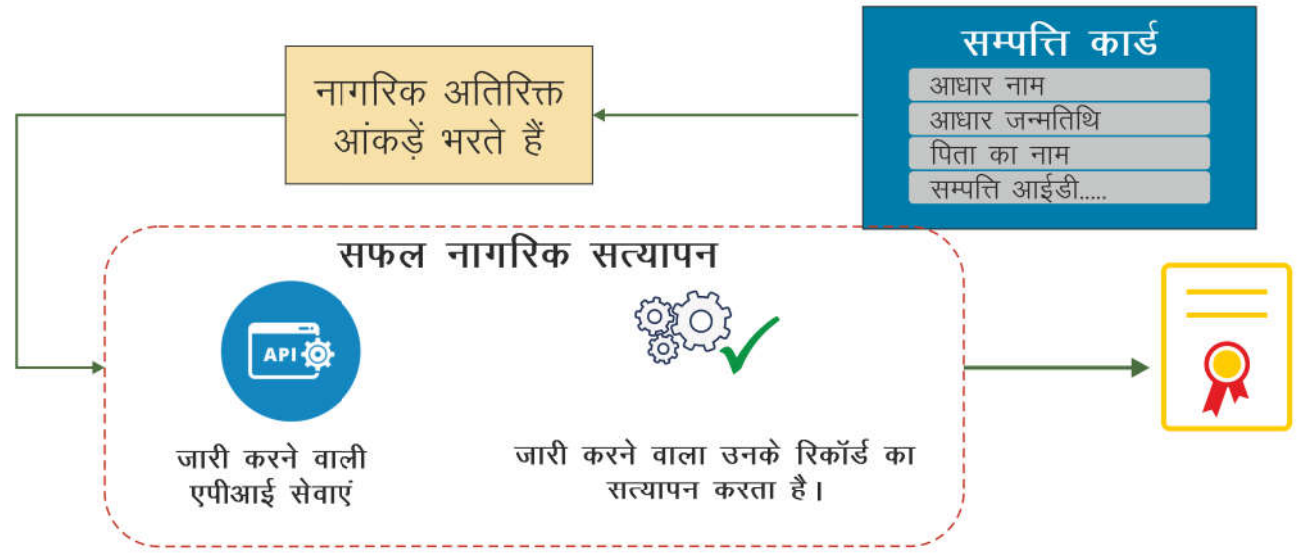 सम्पत्ति कार्ड
आधार नाम
आधार जन्मतिथि
पिता का नाम
सम्पत्ति आईडी.....
नागरिक अतिरिक्त
आंकड़ें भरते हैं
सफल नागरिक सत्यापन
API
जारी करने वाली
एपीआई सेवाएं
जारी करने वाला उनके रिकॉर्ड का
सत्यापन करता है।